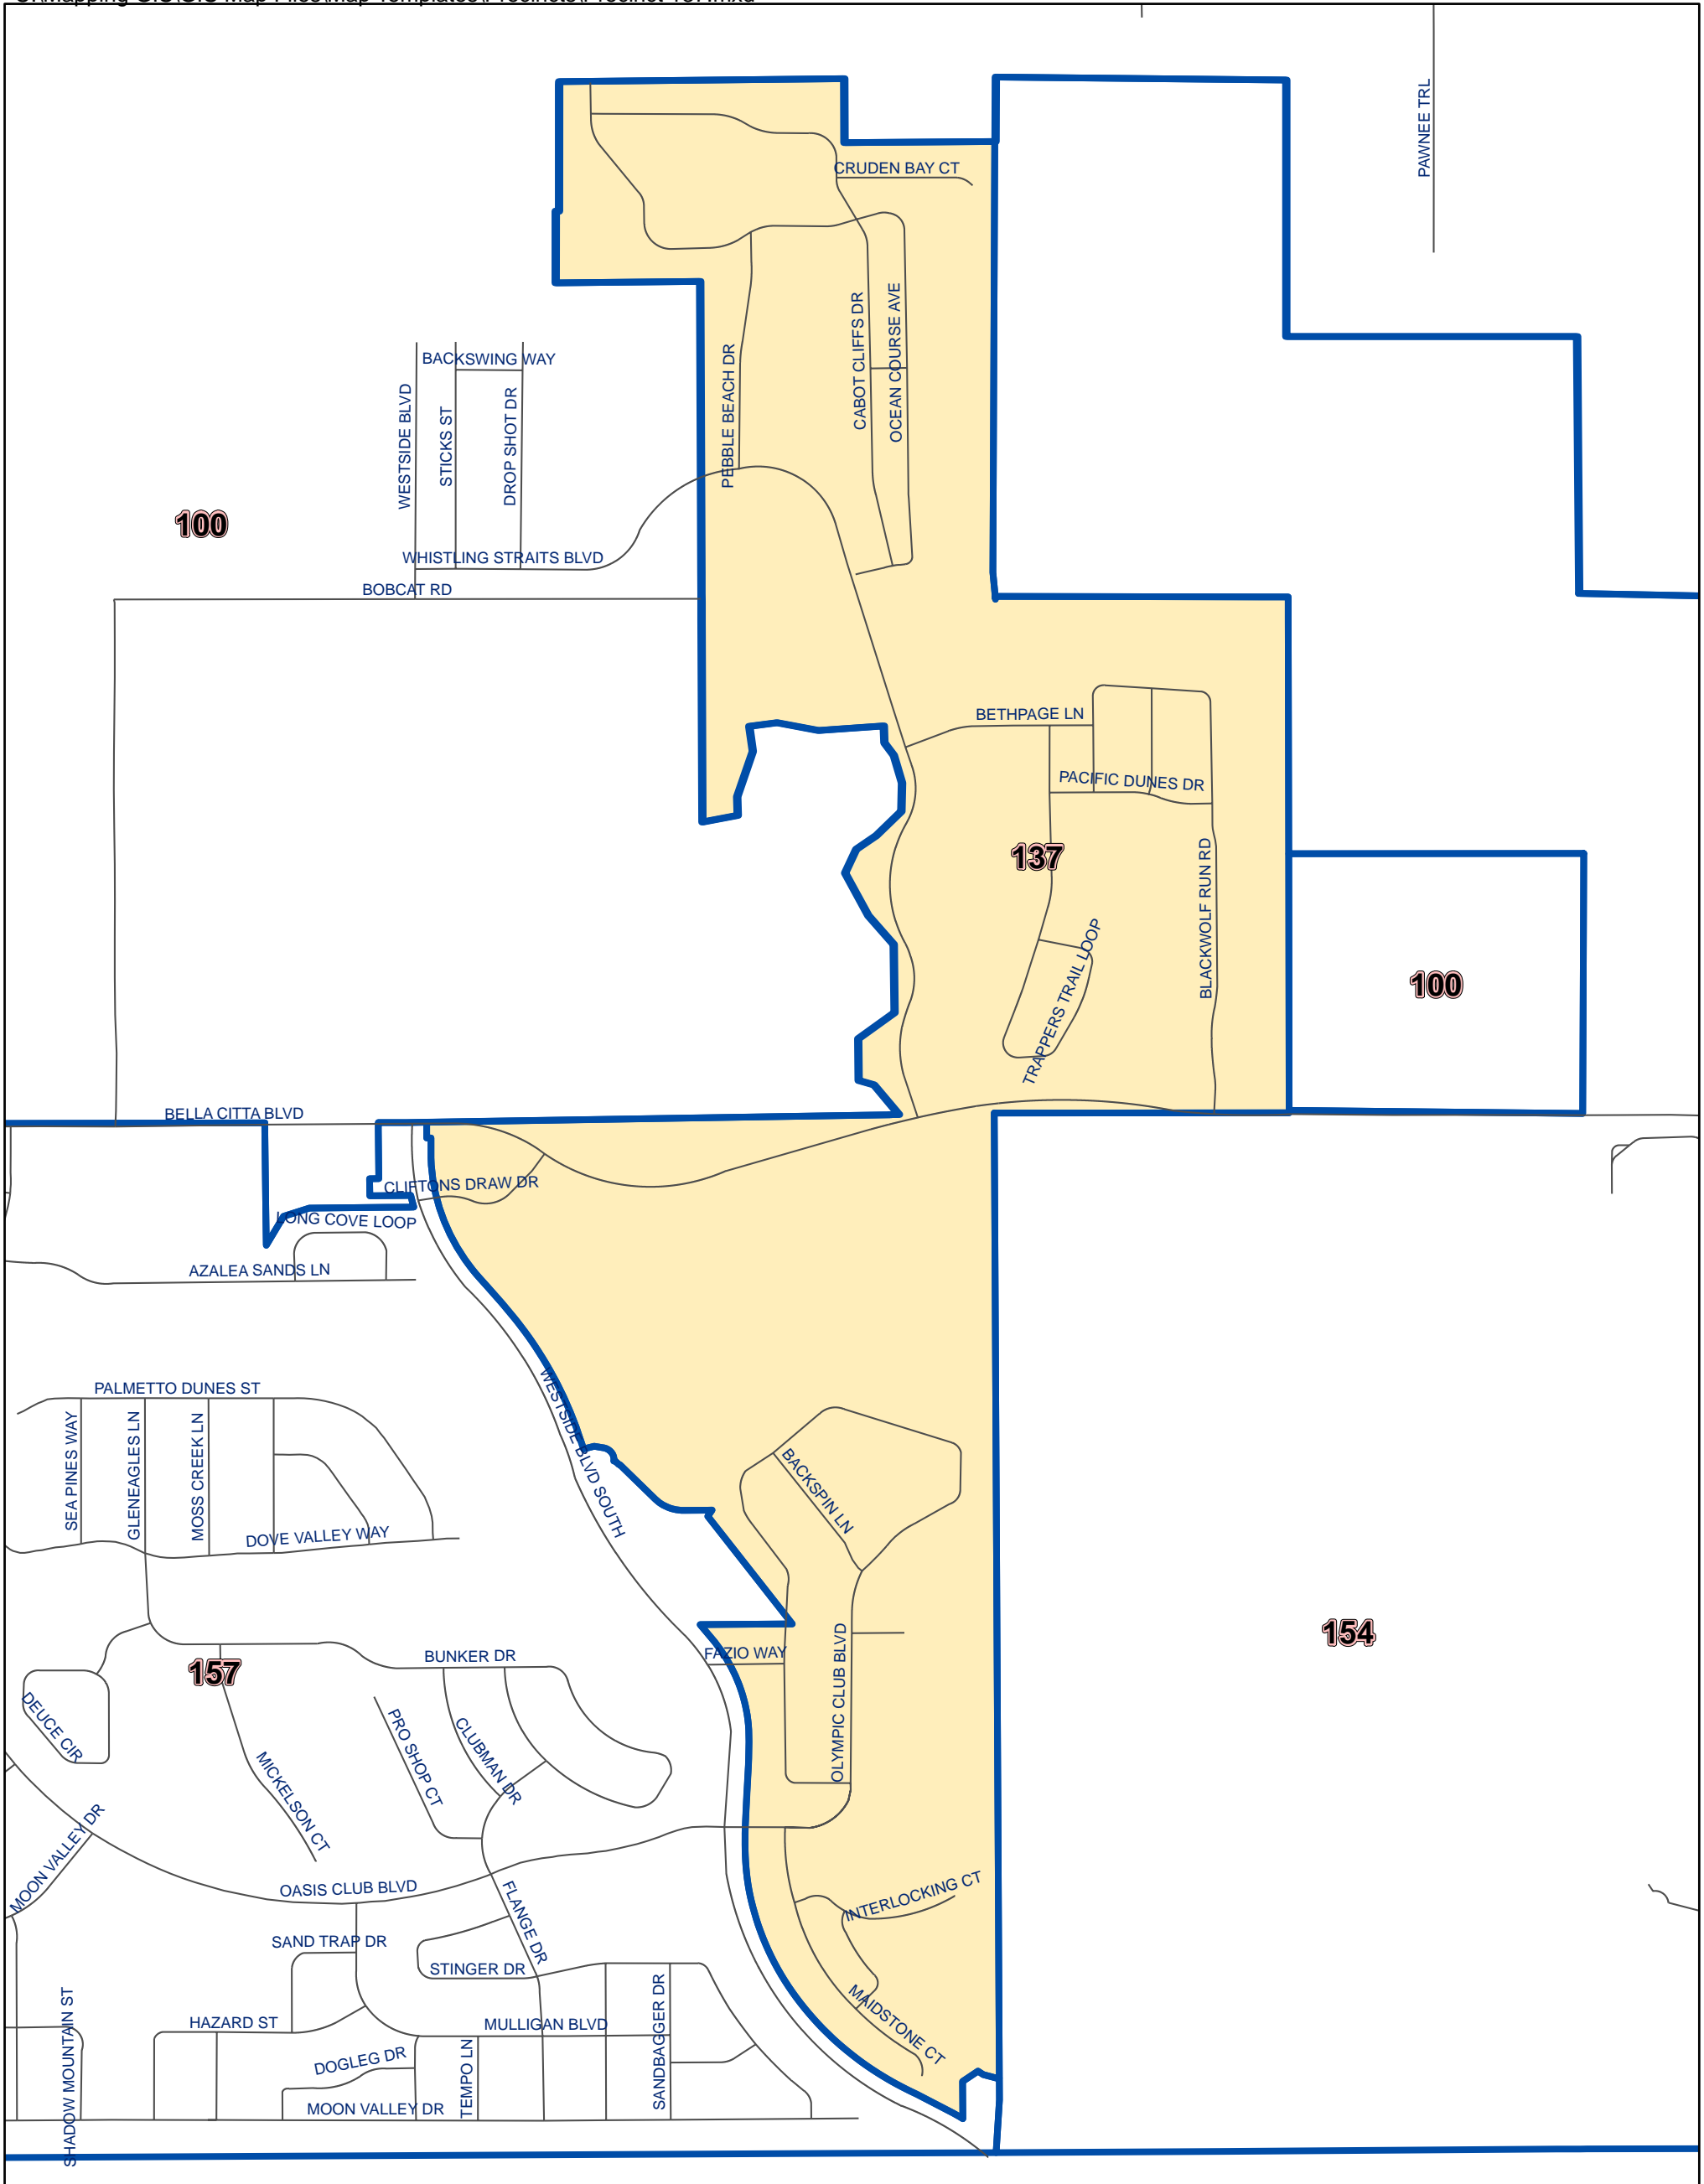 PAWNEE TRL
CRUDEN BAY CT
CABOT CLIFFS DR
OCEAN COURSE AVE
PEBBLE BEACH DR
BACKSWING WAY
WESTSIDE BLVD
STICKS ST
DROP SHOT DR
100
WHISTLING STRAITS BLVD
BOBCAT RD
BETHPAGE LN
PACIFIC DUNES DR
137
BLACKWOLF RUN RD
TRAPPERS TRAIL LOOP
100
BELLA CITTA BLVD
CLIFTONS DRAW DR
LONG COVE LOOP
AZALEA SANDS LN
PALMETTO DUNES ST
SEA PINES WAY
GLENEAGLES LN
MOSS CREEK LN
WESTSIDE BLVD SOUTH
BACKSPIN LN
DOVE VALLEY WAY
154
FAZIO WAY
OLYMPIC CLUB BLVD
BUNKER DR
157
DEUCE CIR
PRO SHOP CT
CLUBMAN DR
MICKELSON CT
MOON VALLEY DR
OASIS CLUB BLVD
INTERLOCKING CT
FLANGE DR
SAND TRAP DR
STINGER DR
MAIDSTONE CT
SHADOW MOUNTAIN ST
HAZARD ST
MULLIGAN BLVD
SANDBAGGER DR
DOGLEG DR
TEMPO LN
MOON VALLEY DR